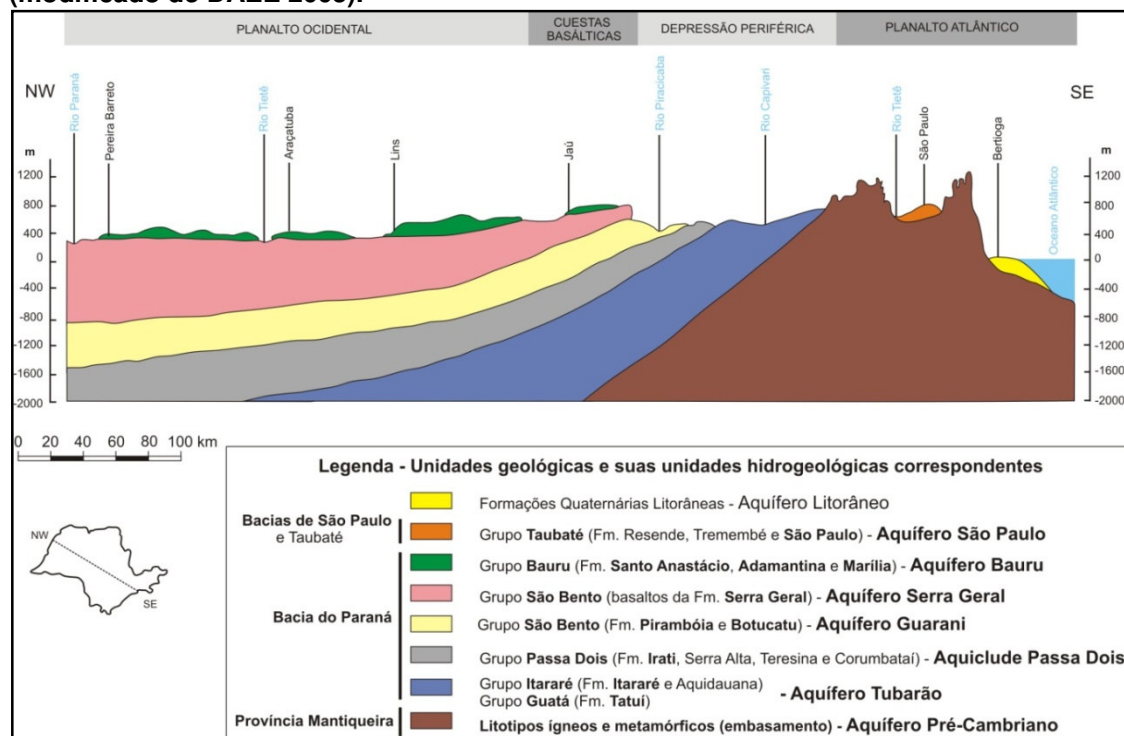 (modificado de DAEE 2005).
PLANALTO OCIDENTAL
CUESTAS
BASÁLTICAS
DEPRESSÃO PERIFÉRICA
PLANALTO ATLÂNTICO
NW
SE
Rio Paraná
Pereira Barreto
Rio Tietê
Araçatuba
Lins
Jaú
Rio Piracicaba
Rio Capivari
Rio Tietê
São Paulo
Bertioga
Oceano Atlântico
m
1200
800
400
0
-400
-800
-1200
-1600
-2000
m
1200
800
400
0
-400
-800
-1200
-1600
-2000
0 20 40 60 80 100 km
NW
SE
Legenda - Unidades geológicas e suas unidades hidrogeológicas correspondentes
Formações Quaternárias Litorâneas - Aquífero Litorâneo
Bacias de São Paulo
e Taubaté
Grupo Taubaté (Fm. Resende, Tremembé e São Paulo) - Aquífero São Paulo
Bacia do Paraná
Grupo Bauru (Fm. Santo Anastácio, Adamantina e Marília) - Aquífero Bauru
Grupo São Bento (basaltos da Fm. Serra Geral) - Aquífero Serra Geral
Grupo São Bento (Fm. Pirambóia e Botucatu) - Aquífero Guarani
Grupo Passa Dois (Fm. Irati, Serra Alta, Teresina e Corumbataí) - Aquiclude Passa Dois
Grupo Itararé (Fm. Itararé e Aquidauana)
Grupo Guatá (Fm. Tatuí)
- Aquífero Tubarão
Província Mantiqueira
Litotipos ígneos e metamórficos (embasamento) - Aquífero Pré-Cambriano